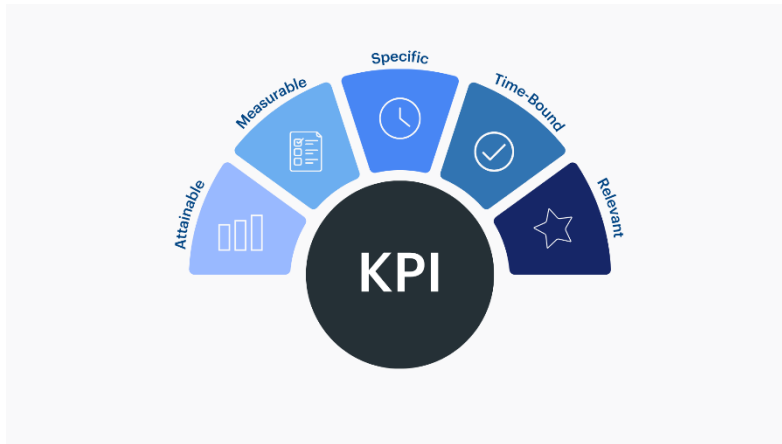 Attainable
Measurable
Specific
Time-Bound
Relevant
KPI